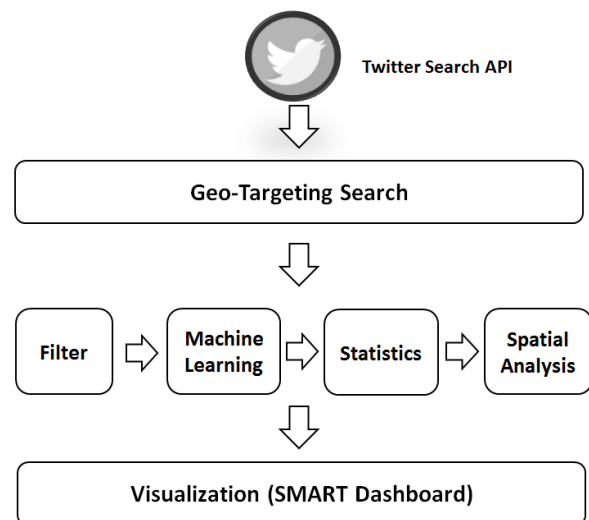 Twitter Search API
Geo-Targeting Search
Filter
Machine
Learning
Statistics
Spatial
Analysis
Visualization (SMART Dashboard)